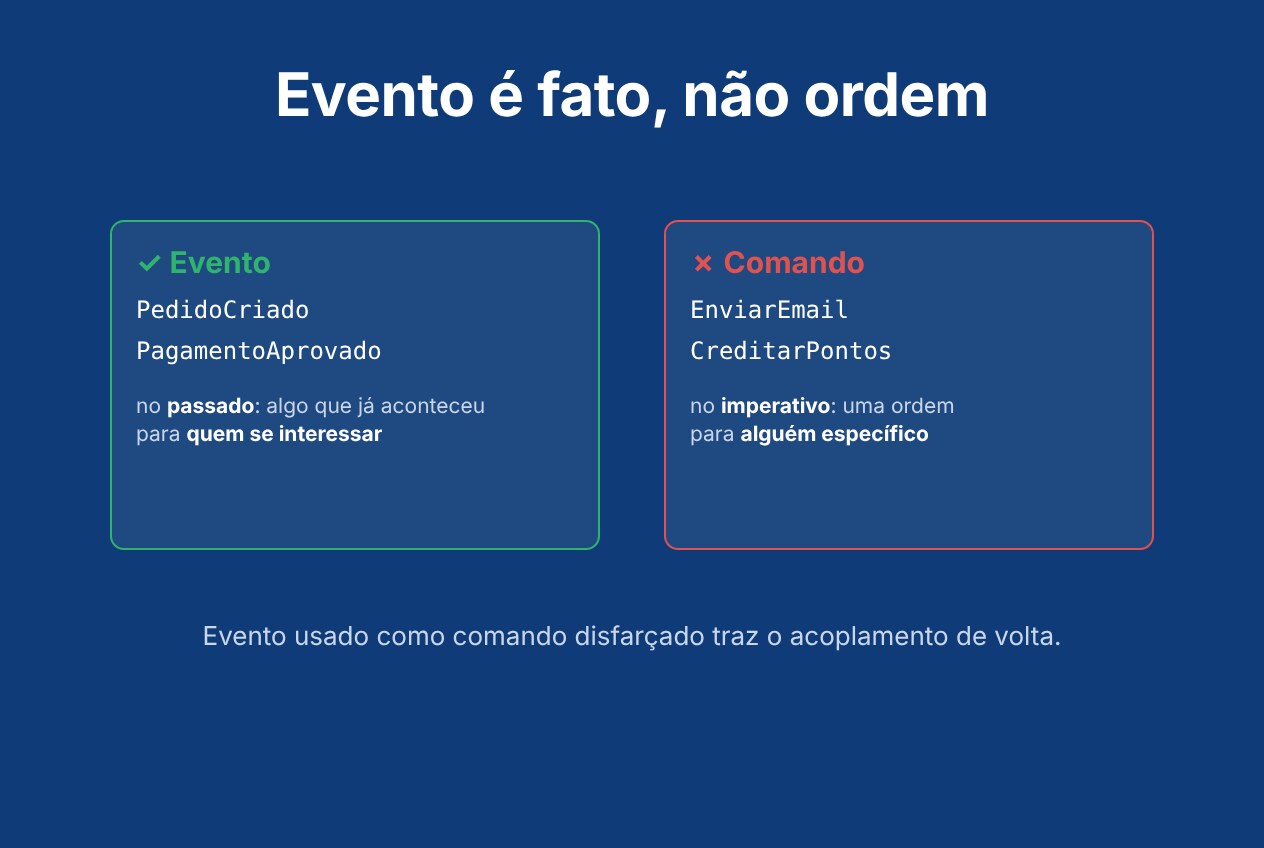 Evento é fato, não ordem
✓ Evento
PedidoCriado
PagamentoAprovado
no passado: algo que já aconteceu
para quem se interessar
× Comando
EnviarEmail
CreditarPontos
no imperativo: uma ordem
para alguém específico
Evento usado como comando disfarçado traz o acoplamento de volta.